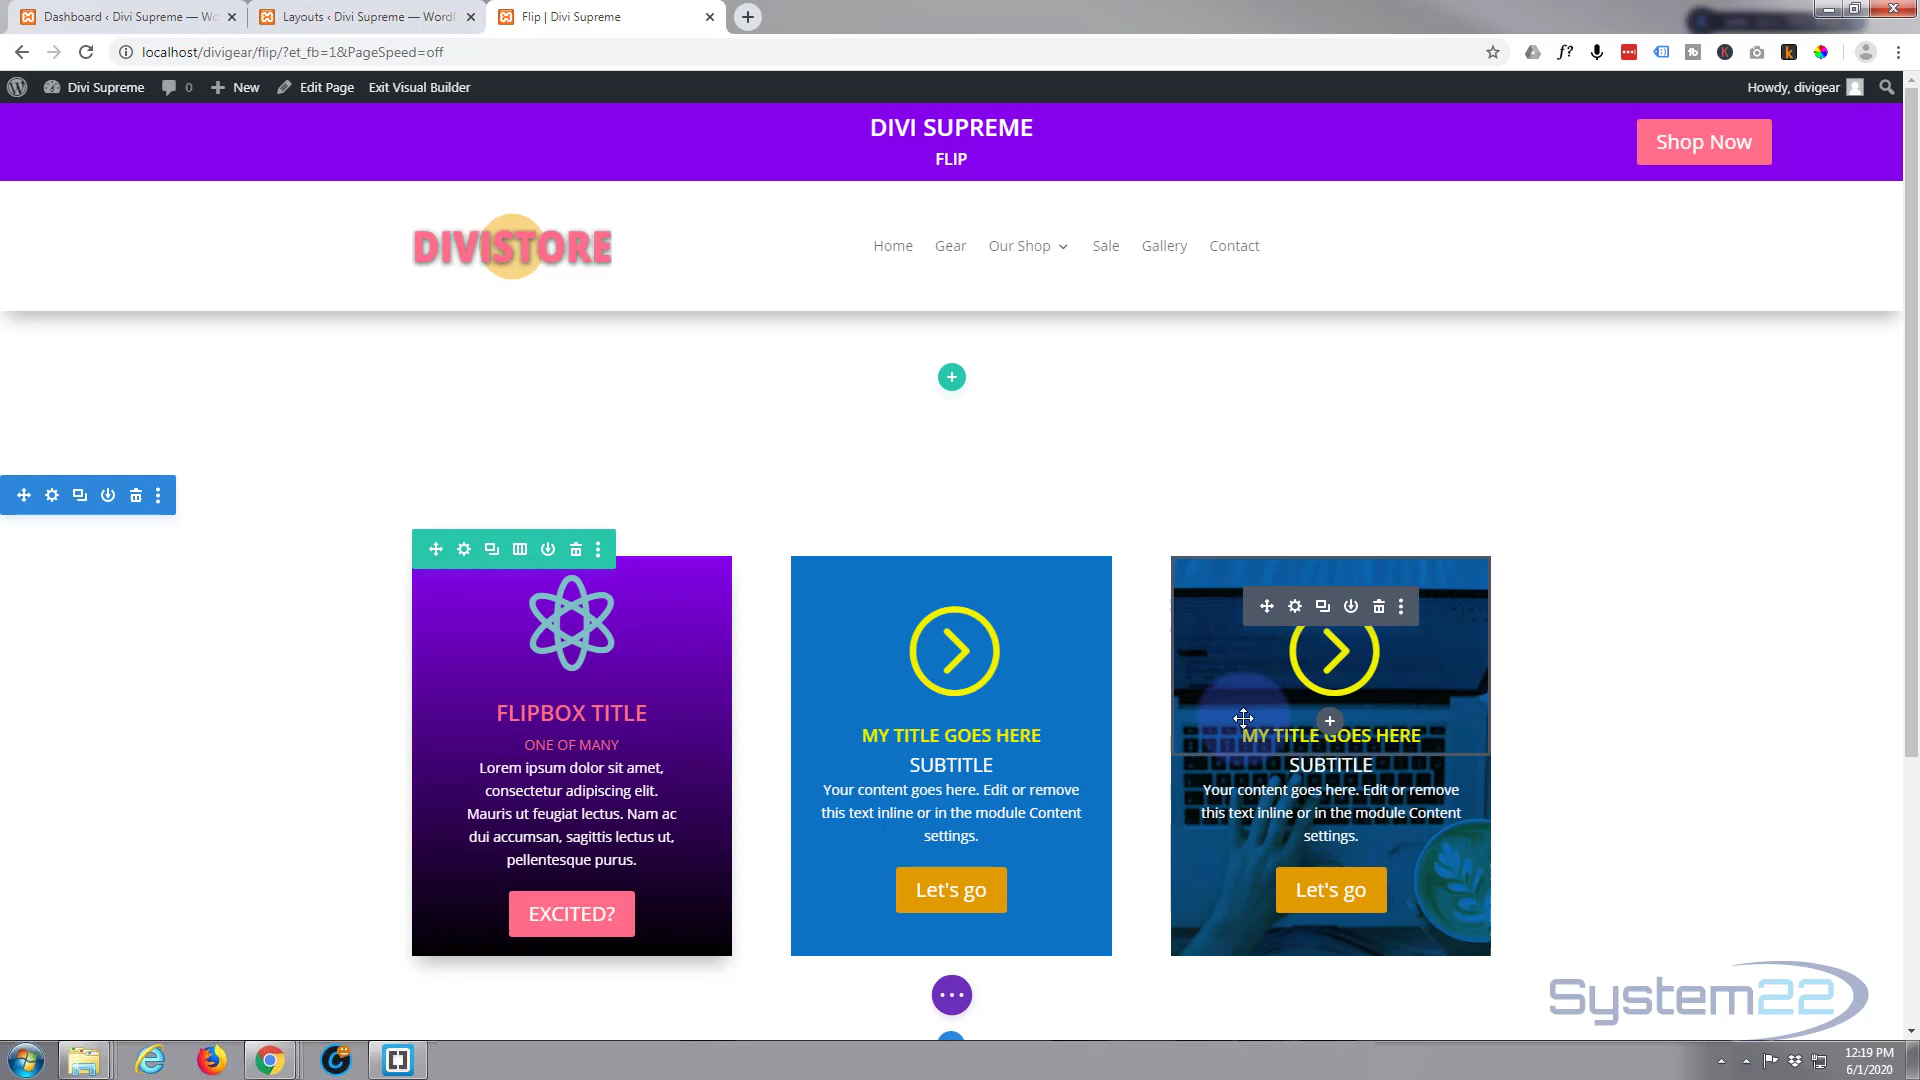 Dashboard ‹ Divi Supreme — Wo
Layouts ‹ Divi Supreme — WordP
Flip | Divi Supreme
localhost/divigear/flip/?et_fb=1&PageSpeed=off
Divi Supreme
0
New
Edit Page
Exit Visual Builder
Howdy, divigear
DIVI SUPREME
FLIP
Shop Now
DIVISTORE
Home
Gear
Our Shop
Sale
Gallery
Contact
FLIPBOX TITLE
ONE OF MANY
Lorem ipsum dolor sit amet,
consectetur adipiscing elit.
Mauris ut feugiat lectus. Nam ac
dui accumsan, sagittis lectus ut,
pellentesque purus.
EXCITED?
MY TITLE GOES HERE
SUBTITLE
Your content goes here. Edit or remove
this text inline or in the module Content
settings.
Let's go
MY TITLE GOES HERE
SUBTITLE
Your content goes here. Edit or remove
this text inline or in the module Content
settings.
Let's go
System22
12:19 PM
6/1/2020